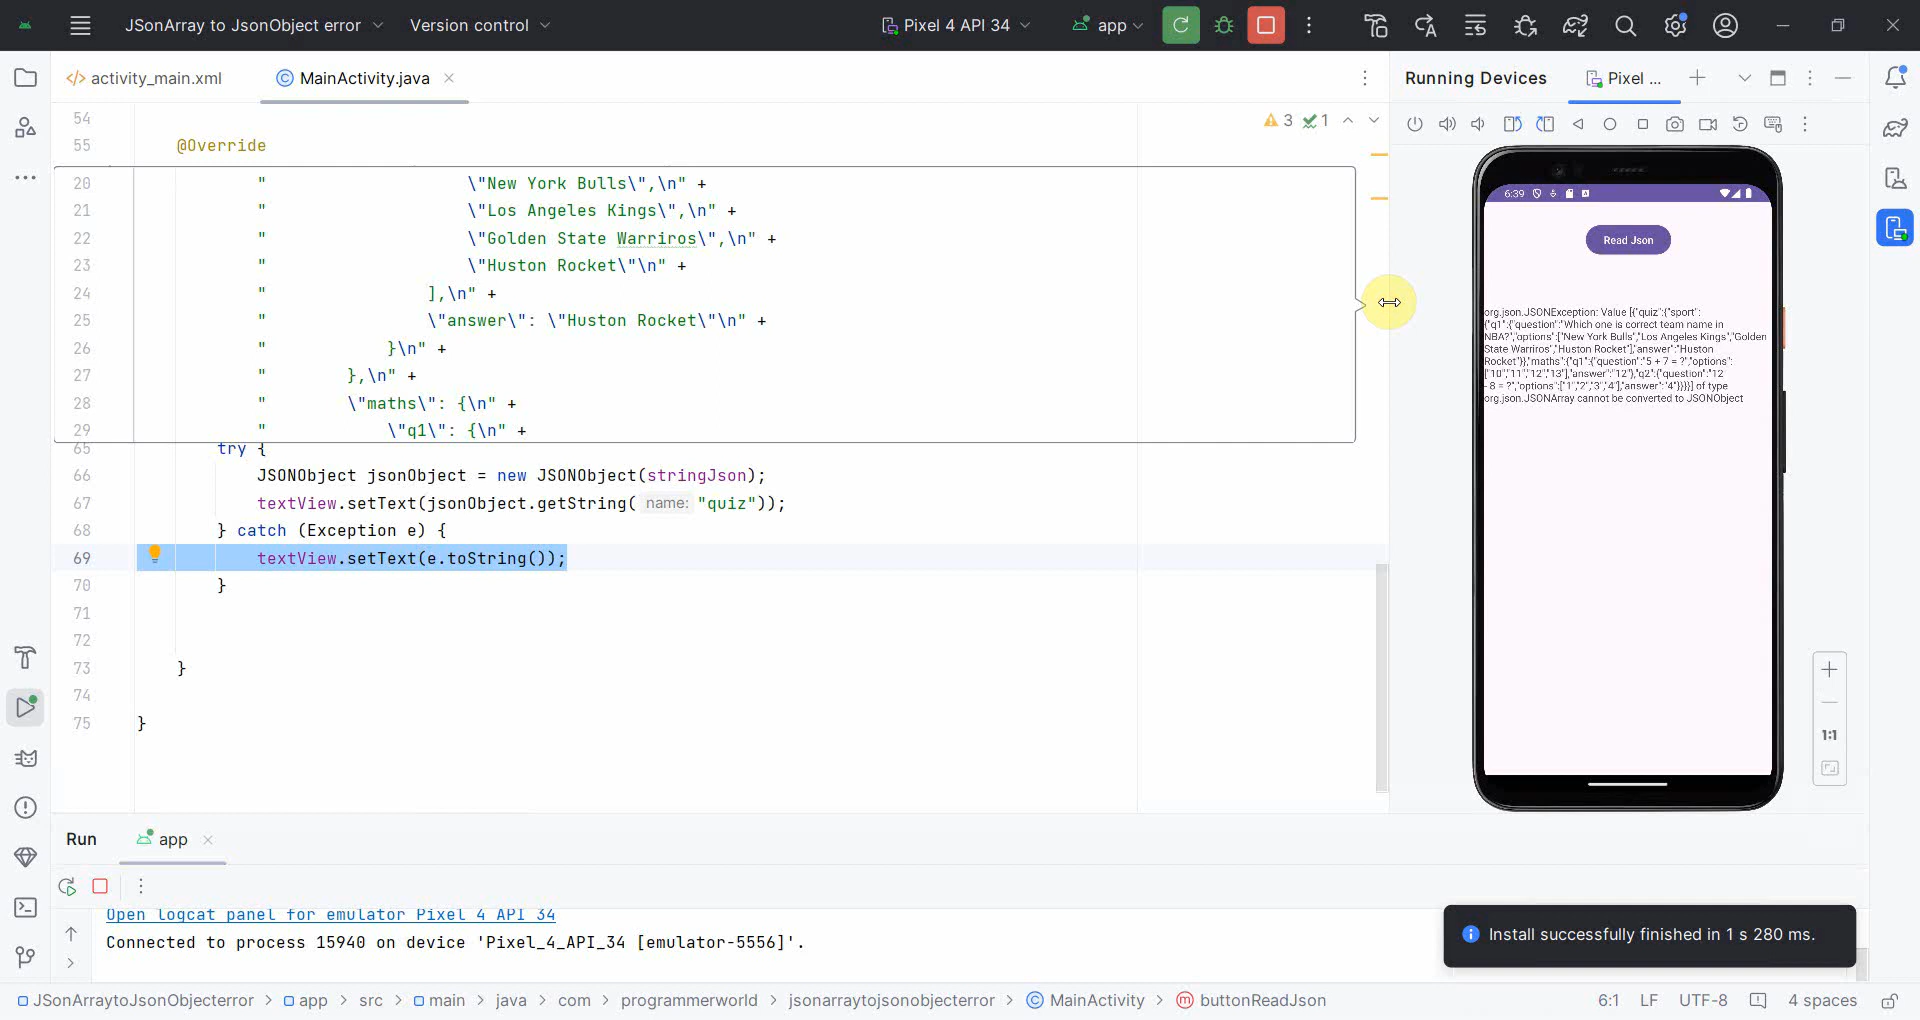 JSonArray to JsonObject error
Version control
Pixel 4 API 34
app
activity_main.xml
MainActivity.java
Running Devices
Pixel ...
3
1
54
55 @Override
20 " \"New York Bulls\",\n" +
21 " \"Los Angeles Kings\",\n" +
22 " \"Golden State Warriros\",\n" +
23 " \"Huston Rocket\"\n" +
24 " ],\n" +
25 " \"answer\": \"Huston Rocket\"\n" +
26 " }\n" +
27 " },\n" +
28 " \"maths\": {\n" +
29 " \"q1\": {\n" +
65 try {
66 JSONObject jsonObject = new JSONObject(stringJson);
67 textView.setText(jsonObject.getString( name: "quiz"));
68 } catch (Exception e) {
69 textView.setText(e.toString());
70 }
71
72
73 }
74
75 }
6:39
Read Json
org.json.JSONException: Value [{"quiz":{"sport":
{"q1":{"question":"Which one is correct team name in
NBA?","options":["New York Bulls","Los Angeles Kings","Golden
State Warriros","Huston Rocket"],"answer":"Huston
Rocket"}},"maths":{"q1":{"question":"5 + 7 = ?","options":
["10","11","12","13"],"answer":"12"},"q2":{"question":"12
- 8 = ?","options":["1","2","3","4"],"answer":"4"}}}}] of type
org.json.JSONArray cannot be converted to JSONObject
1:1
Run
app
Open logcat panel for emulator Pixel 4 API 34
Connected to process 15940 on device 'Pixel_4_API_34 [emulator-5556]'.
Install successfully finished in 1 s 280 ms.
JSonArraytoJsonObjecterror > app > src > main > java > com > programmerworld > jsonarraytojsonobjecterror > MainActivity > buttonReadJson
6:1 LF UTF-8 4 spaces